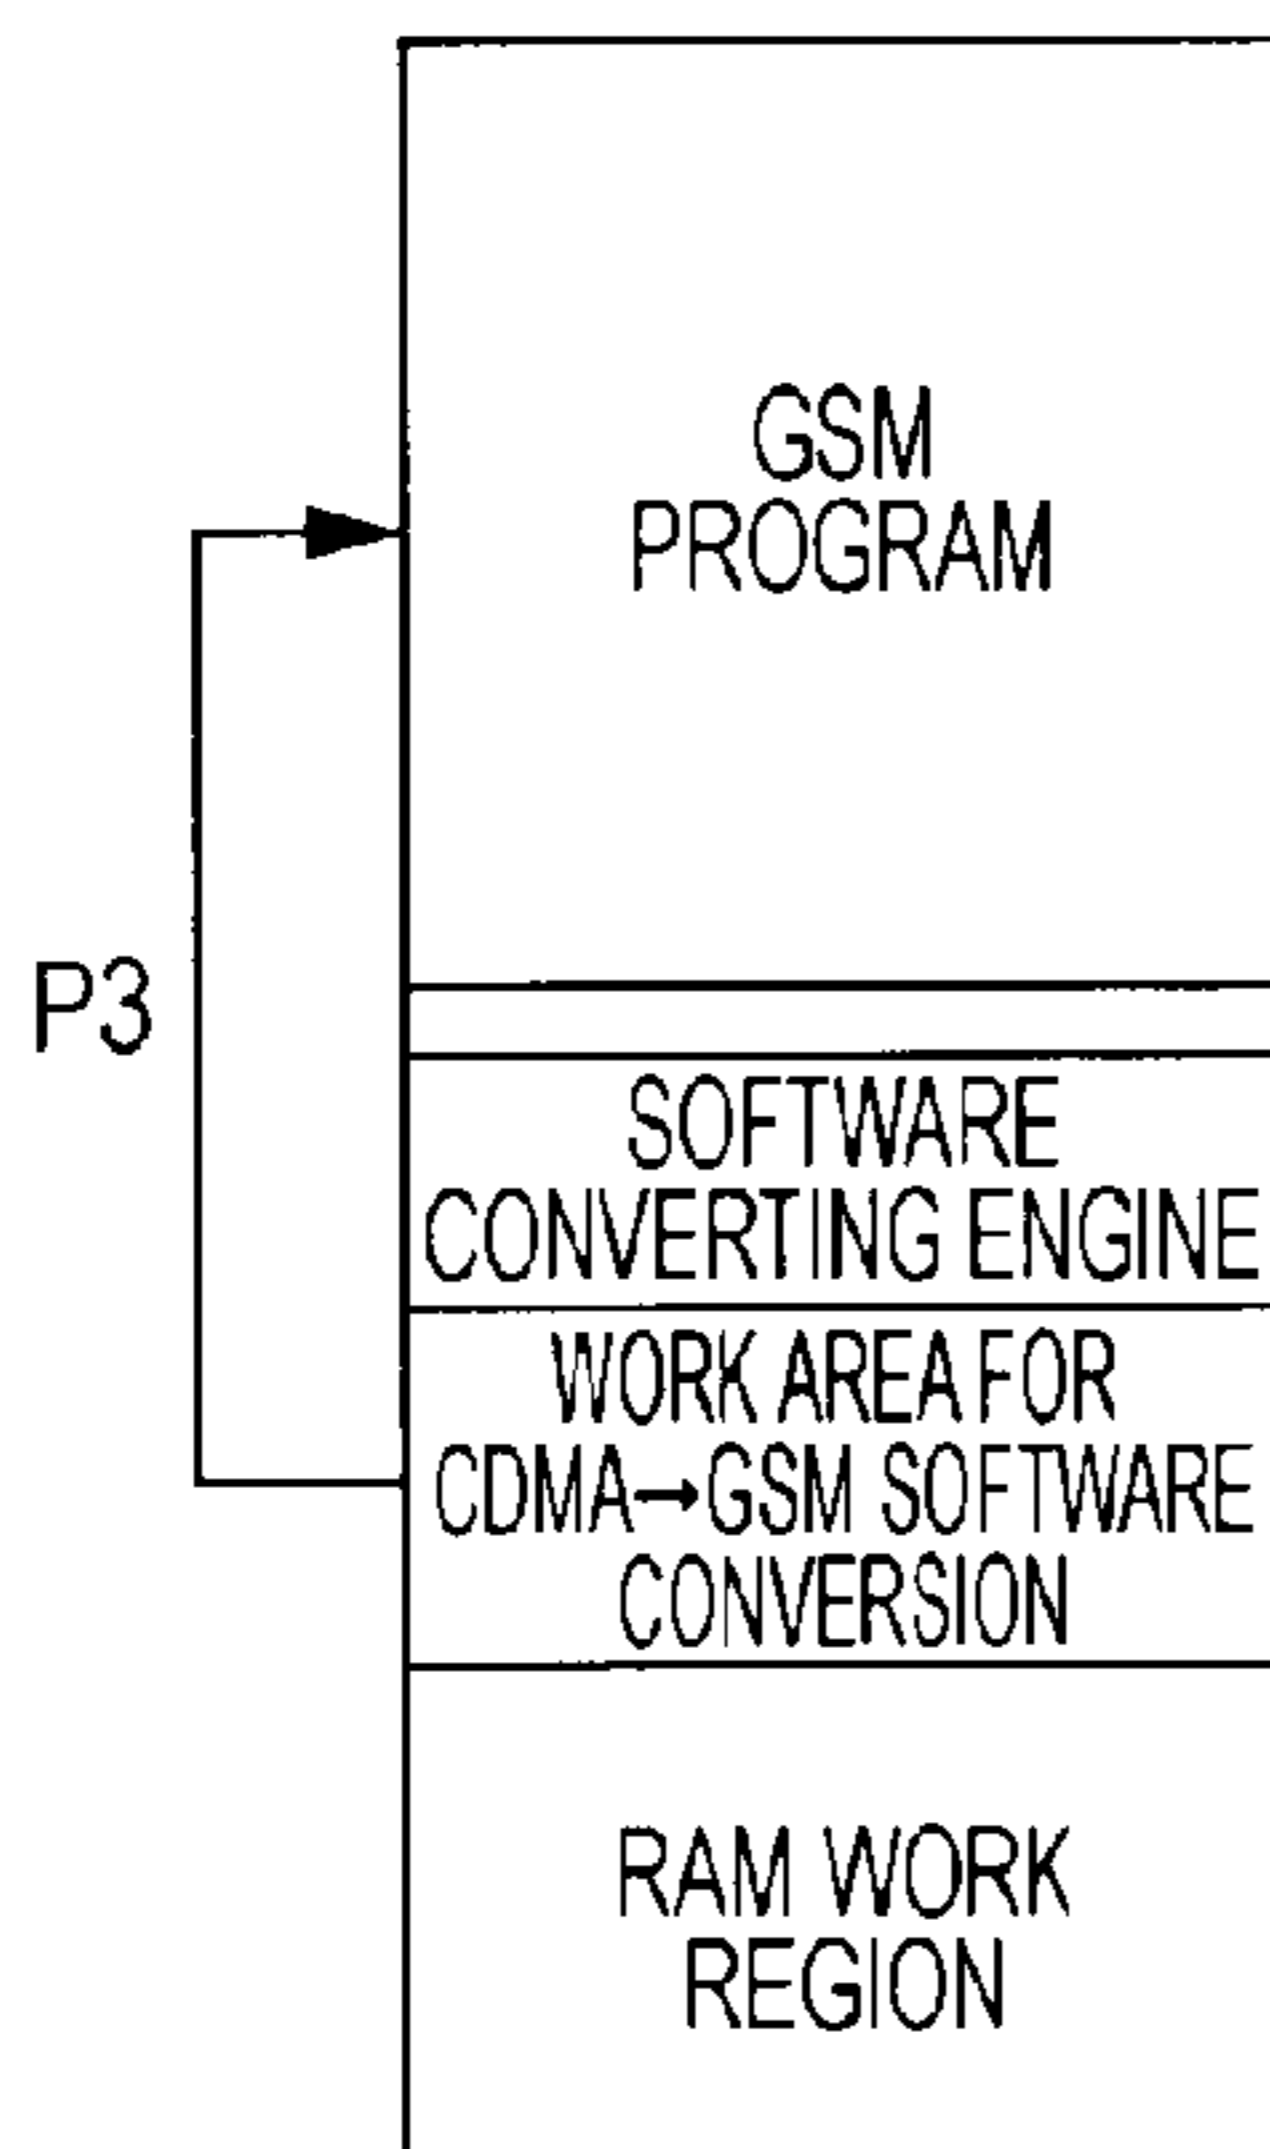 GSM
PROGRAM
P3
SOFTWARE
CONVERTING ENGINE
WORK AREA FOR
CDMA→GSM SOFTWARE
CONVERSION
RAM WORK
REGION